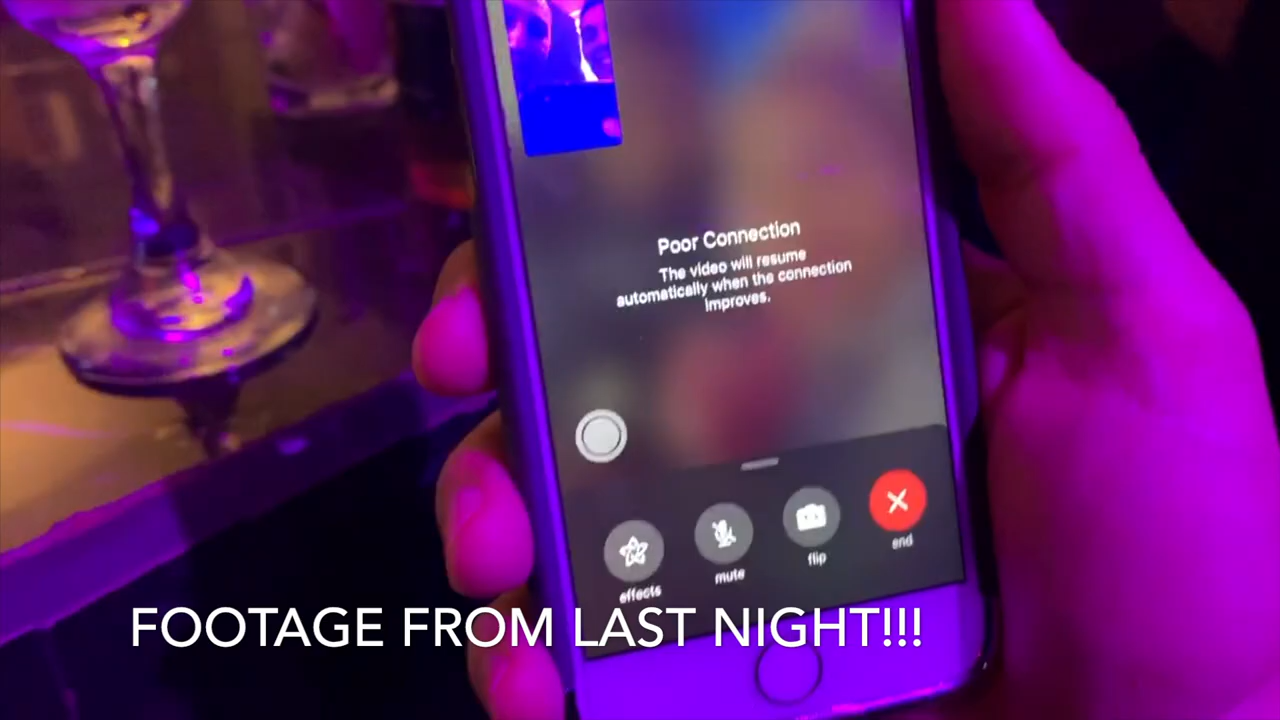 Poor Connection
The video will resume
automatically when the connection
improves.
effects
mute
flip
end
FOOTAGE FROM LAST NIGHT!!!